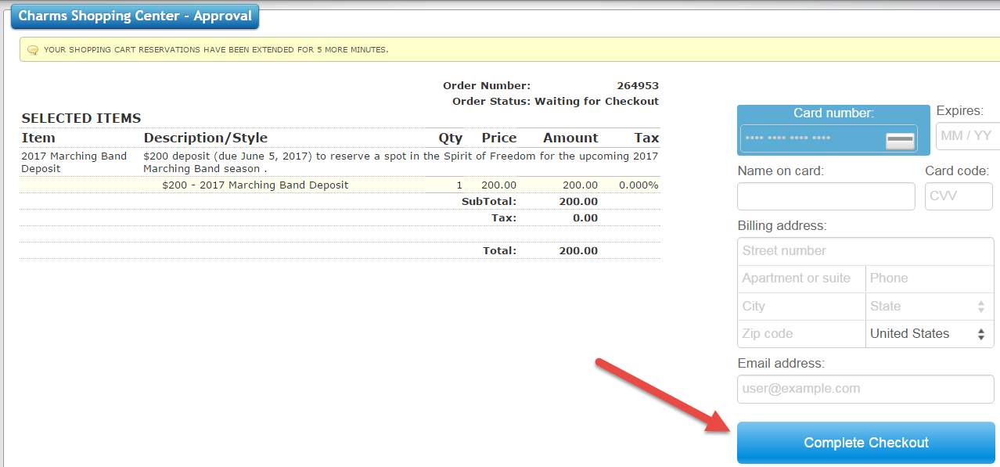 Charms Shopping Center - Approval
YOUR SHOPPING CART RESERVATIONS HAVE BEEN EXTENDED FOR 5 MORE MINUTES.
Order Number: 264953
Order Status: Waiting for Checkout
SELECTED ITEMS
Item Description/Style Qty Price Amount Tax
2017 Marching Band Deposit $200 deposit (due June 5, 2017) to reserve a spot in the Spirit of Freedom for the upcoming 2017 Marching Band season .
$200 - 2017 Marching Band Deposit 1 200.00 200.00 0.000%
SubTotal: 200.00
Tax: 0.00
Total: 200.00
Card number: Expires:
•••• •••• •••• •••• MM / YY
Name on card: Card code:
CVV
Billing address:
Street number
Apartment or suite Phone
City State
Zip code United States
Email address:
user@example.com
Complete Checkout